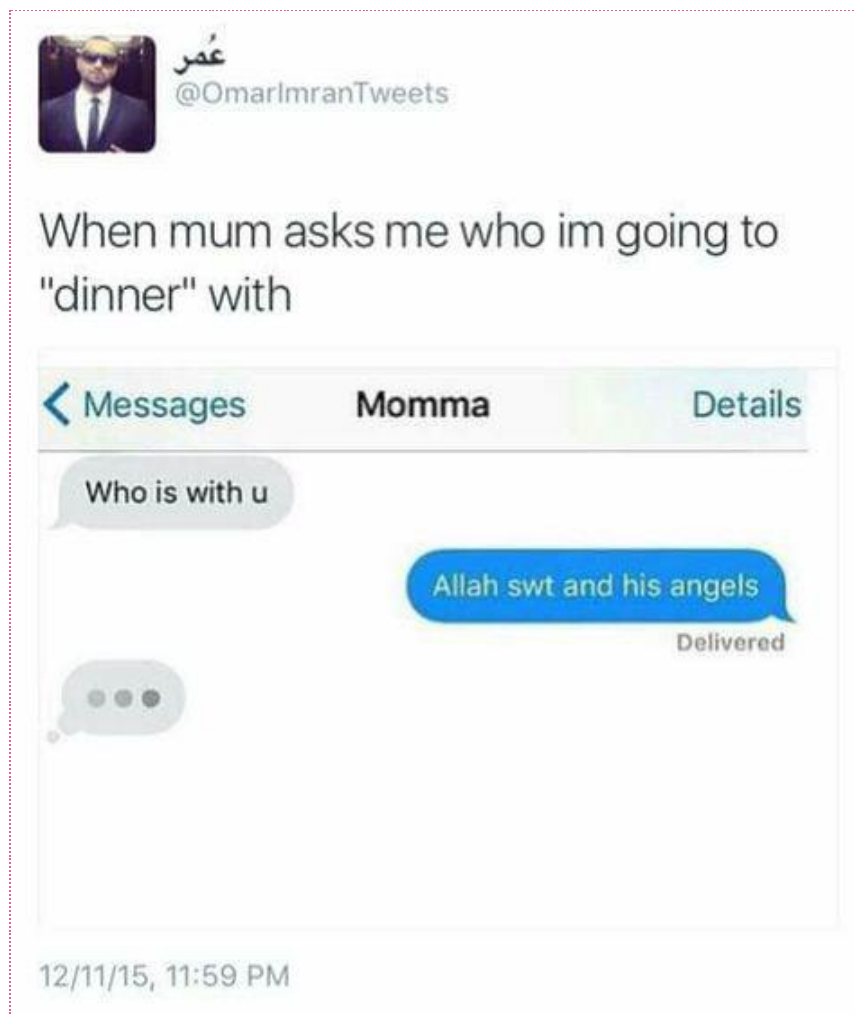 عُمر
@OmarImranTweets
When mum asks me who im going to
"dinner" with
Messages Momma Details
Who is with u
Allah swt and his angels
Delivered
12/11/15, 11:59 PM